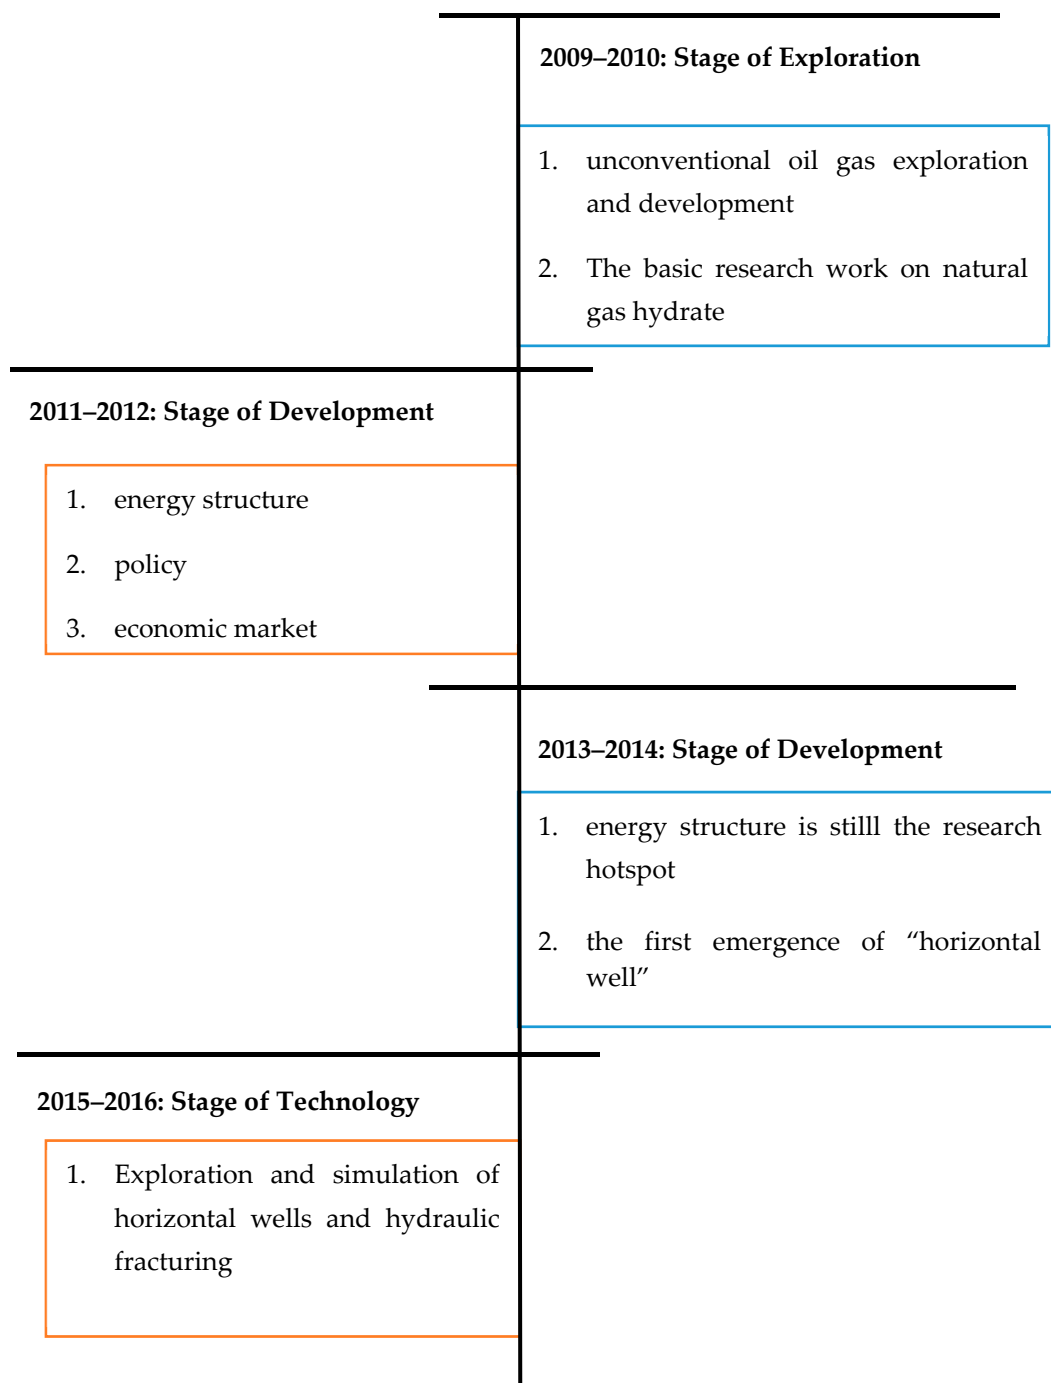 2009–2010: Stage of Exploration
1. unconventional oil gas exploration
and development
2. The basic research work on natural
gas hydrate
2011–2012: Stage of Development
1. energy structure
2. policy
3. economic market
2013–2014: Stage of Development
1. energy structure is stilll the research
hotspot
2. the first emergence of “horizontal
well”
2015–2016: Stage of Technology
1. Exploration and simulation of
horizontal wells and hydraulic
fracturing